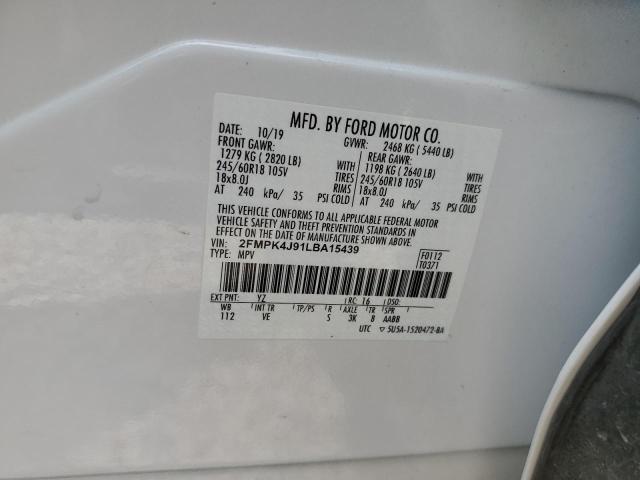 MFD. BY FORD MOTOR CO.
DATE: 10/19 GVWR: 2468 KG (5440 LB)
FRONT GAWR: REAR GAWR:
1279 KG (2820 LB) WITH 1198 KG (2640 LB) WITH
245/60R18 105V TIRES 245/60R18 105V TIRES
18x8.0J RIMS 18x8.0J RIMS
AT 240 kPa/ 35 PSI COLD AT 240 kPa/ 35 PSI COLD
THIS VEHICLE CONFORMS TO ALL APPLICABLE FEDERAL MOTOR
VEHICLE SAFETY AND THEFT PREVENTION STANDARDS IN
EFFECT ON THE DATE OF MANUFACTURE SHOWN ABOVE.
VIN: 2FMPK4J91LBA15439 F0112
TYPE: MPV T0371
EXT PNT: YZ RC: 16 DSO:
WB INT TR TP/PS R AXLE TR SPR
112 VE 5 3K 8 AABB
UTC ▽ 5U5A-1520472-BA